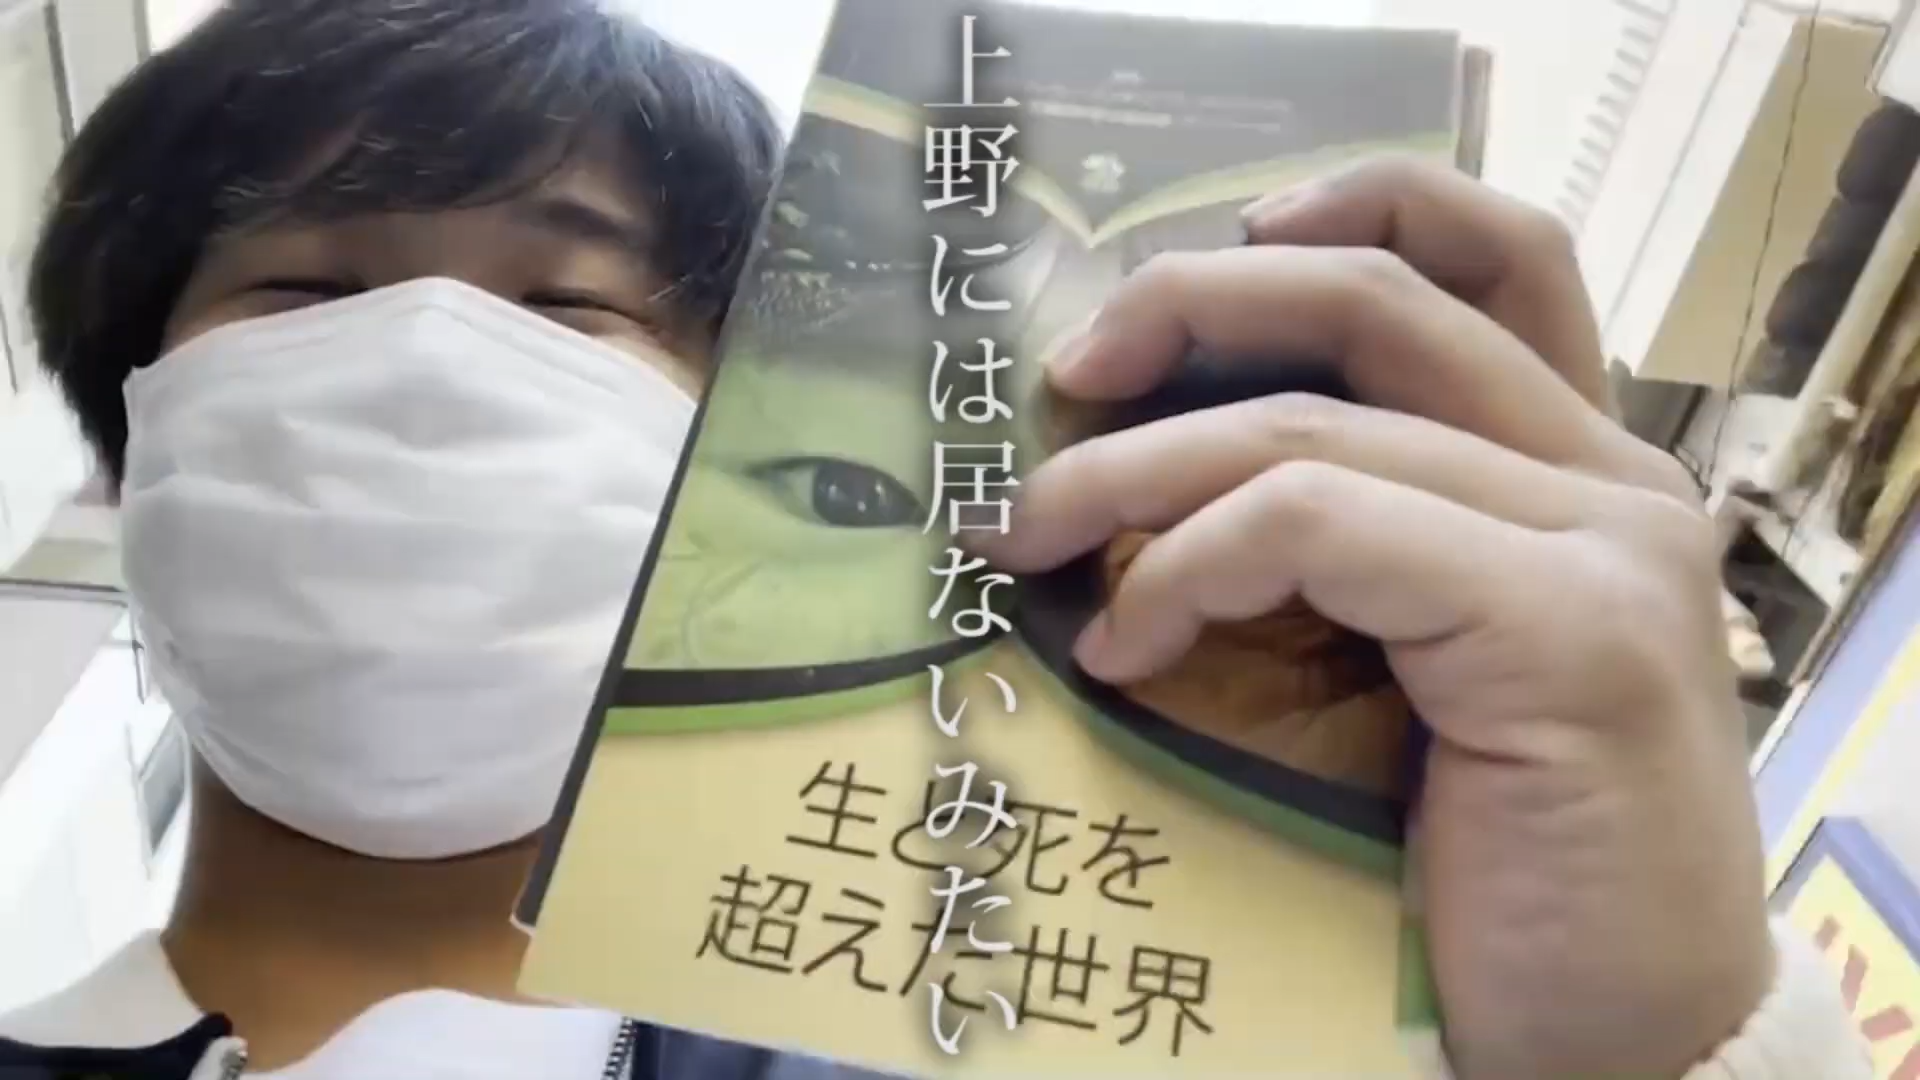 上野には居ないみたい
生と死を
超えた世界